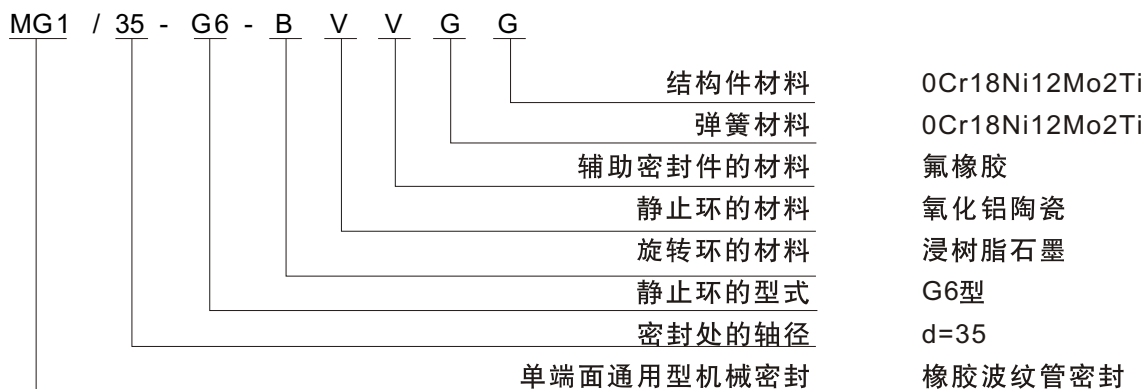 MG1 / 35 - G6 - B V V G G
结构件材料 0Cr18Ni12Mo2Ti
弹簧材料 0Cr18Ni12Mo2Ti
辅助密封件的材料 氟橡胶
静止环的材料 氧化铝陶瓷
旋转环的材料 浸树脂石墨
静止环的型式 G6型
密封处的轴径 d=35
单端面通用型机械密封 橡胶波纹管密封